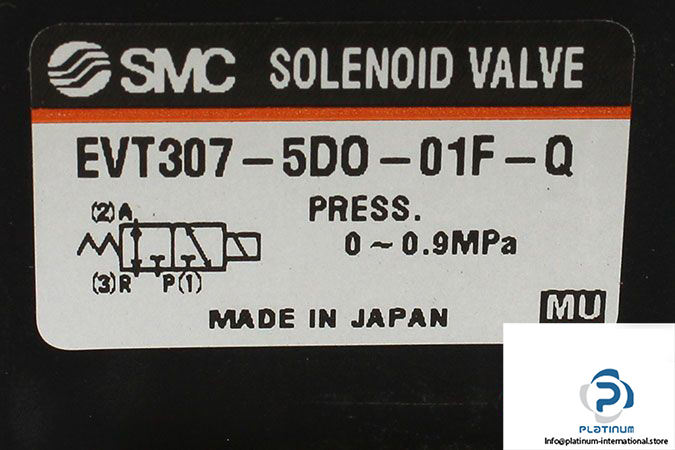 SMC SOLENOID VALVE
EVT307-5DO-01F-Q
(2) A
PRESS.
0~0.9MPa
(3) R P(1)
MADE IN JAPAN
MU
PLATINUM
Info@platinum-international.store